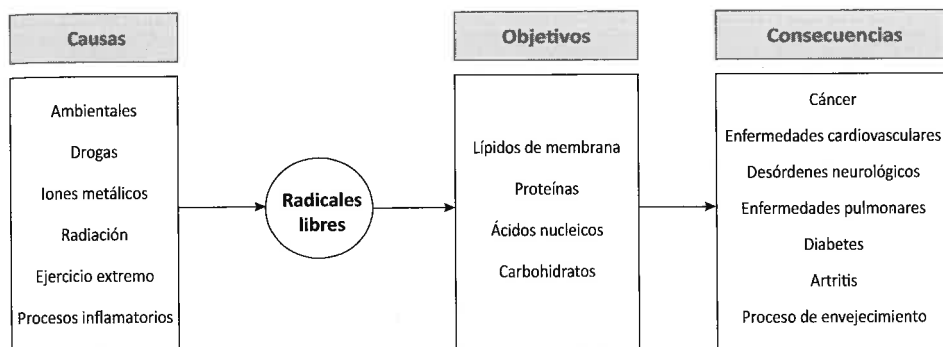 Causas
Ambientales
Drogas
Iones metálicos
Radiación
Ejercicio extremo
Procesos inflamatorios
Radicales
libres
Objetivos
Lípidos de membrana
Proteínas
Ácidos nucleicos
Carbohidratos
Consecuencias
Cáncer
Enfermedades cardiovasculares
Desórdenes neurológicos
Enfermedades pulmonares
Diabetes
Artritis
Proceso de envejecimiento